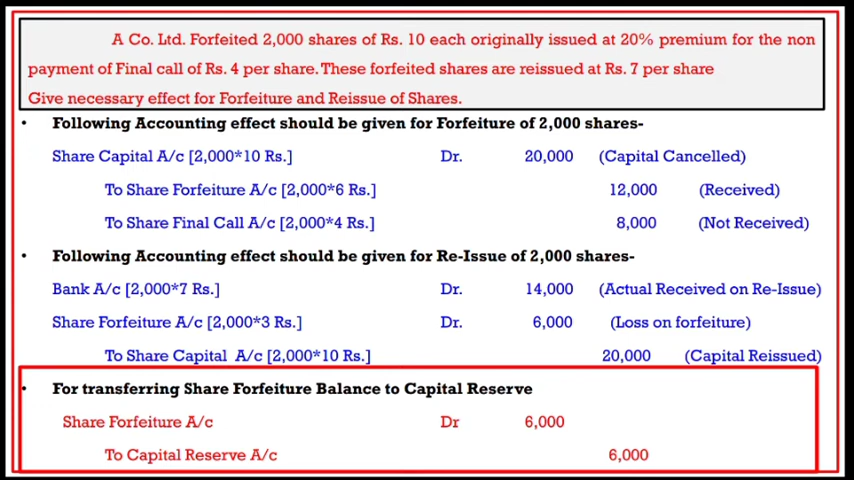 A Co. Ltd. Forfeited 2,000 shares of Rs. 10 each originally issued at 20% premium for the non
payment of Final call of Rs. 4 per share. These forfeited shares are reissued at Rs. 7 per share
Give necessary effect for Forfeiture and Reissue of Shares.
• Following Accounting effect should be given for Forfeiture of 2,000 shares-
Share Capital A/c [2,000*10 Rs.] Dr. 20,000 (Capital Cancelled)
To Share Forfeiture A/c [2,000*6 Rs.] 12,000 (Received)
To Share Final Call A/c [2,000*4 Rs.] 8,000 (Not Received)
• Following Accounting effect should be given for Re-Issue of 2,000 shares-
Bank A/c [2,000*7 Rs.] Dr. 14,000 (Actual Received on Re-Issue)
Share Forfeiture A/c [2,000*3 Rs.] Dr. 6,000 (Loss on forfeiture)
To Share Capital A/c [2,000*10 Rs.] 20,000 (Capital Reissued)
• For transferring Share Forfeiture Balance to Capital Reserve
Share Forfeiture A/c Dr 6,000
To Capital Reserve A/c 6,000